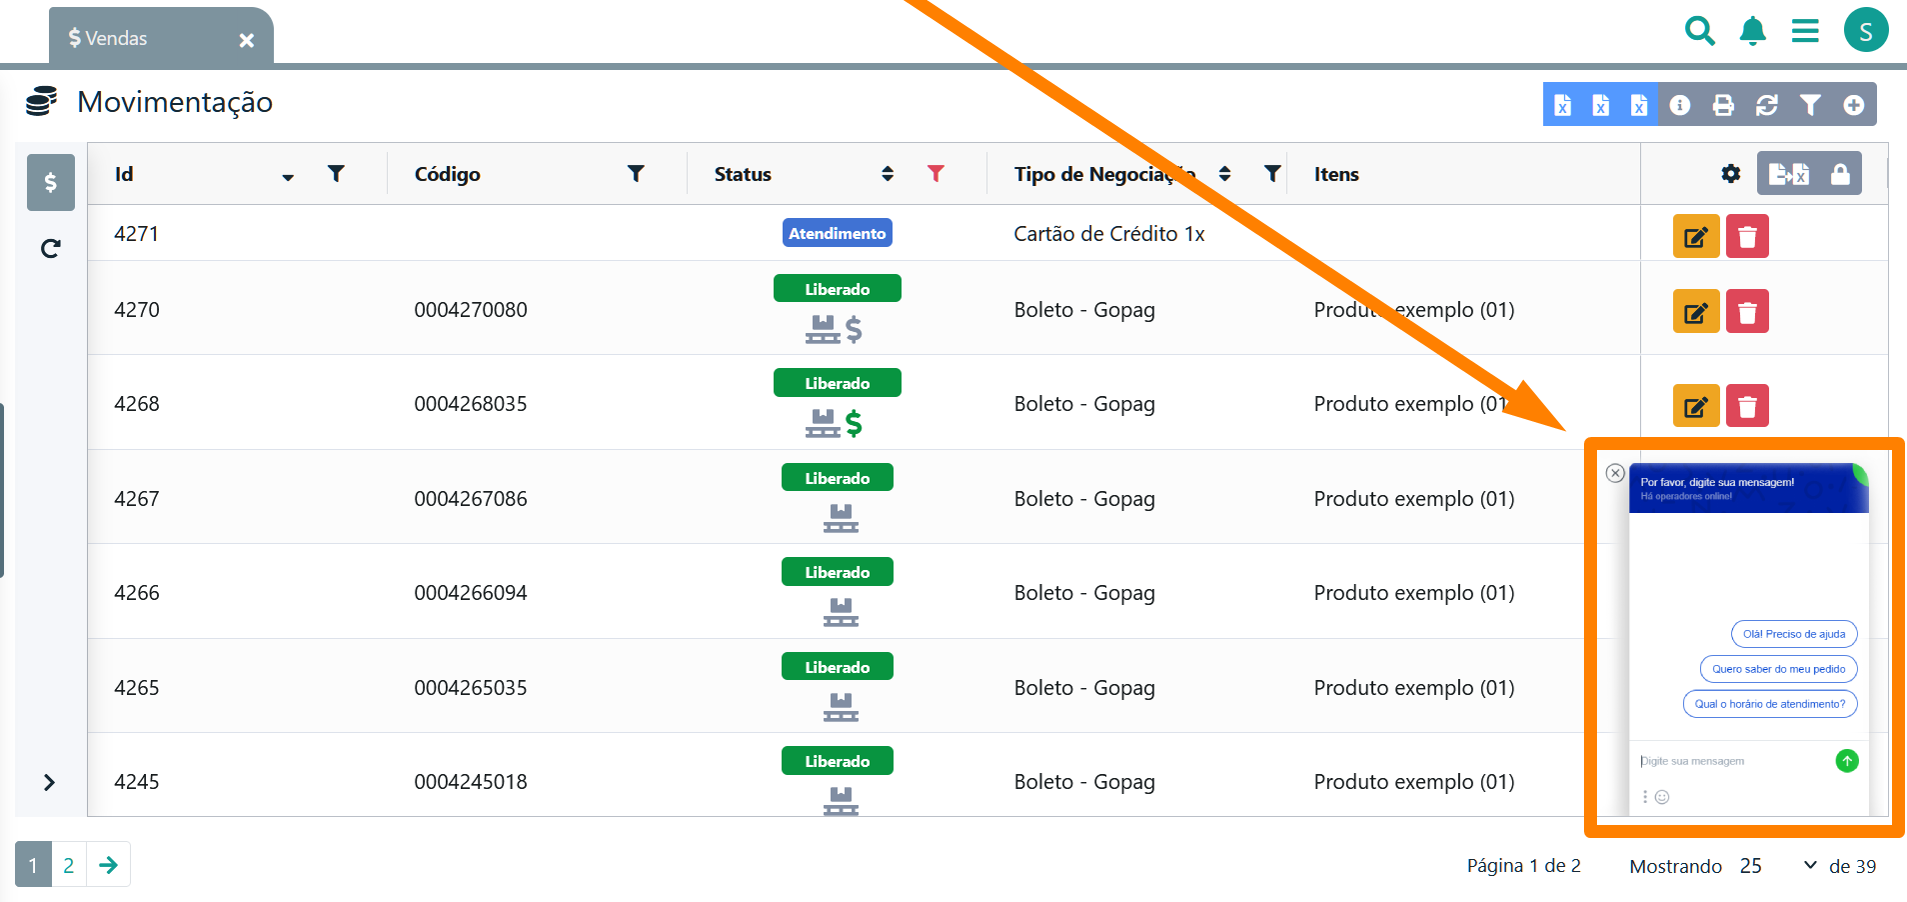 $ Vendas
S
Movimentação
Id Código Status Tipo de Negociação Itens
4271 Atendimento Cartão de Crédito 1x
4270 0004270080 Liberado Boleto - Gopag Produto exemplo (01)
4268 0004268035 Liberado Boleto - Gopag Produto exemplo (01
4267 0004267086 Liberado Boleto - Gopag Produto exemplo (01)
4266 0004266094 Liberado Boleto - Gopag Produto exemplo (01)
4265 0004265035 Liberado Boleto - Gopag Produto exemplo (01)
4245 0004245018 Liberado Boleto - Gopag Produto exemplo (01)
Por favor, digite sua mensagem!
Há operadores online!
Olá! Preciso de ajuda
Quero saber do meu pedido
Qual o horário de atendimento?
Digite sua mensagem
1 2
Página 1 de 2 Mostrando 25 de 39